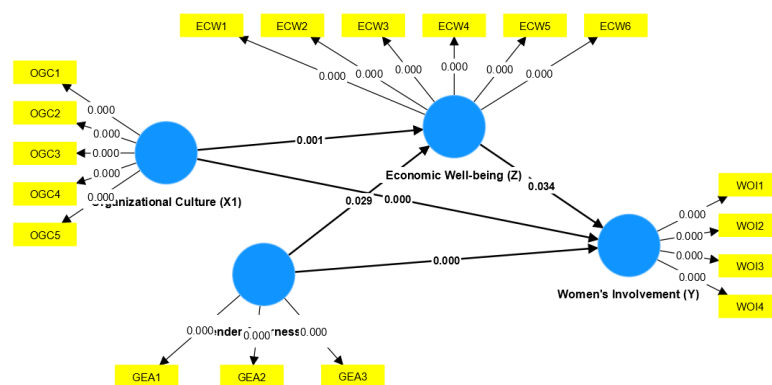 ECW1 ECW2 ECW3 ECW4 ECW5 ECW6
0.000 0.000 0.000 0.000 0.000 0.000
OGC1
OGC2
OGC3
OGC4
OGC5
0.000
0.000
0.000
0.000
0.000
Organizational Culture (X1)
0.001
Economic Well-being (Z)
0.029
0.000
0.034
0.000
WOI1
WOI2
WOI3
WOI4
0.000
0.000
0.000
0.000
Women's Involvement (Y)
0.000 0.000 0.000
GEA1 GEA2 GEA3